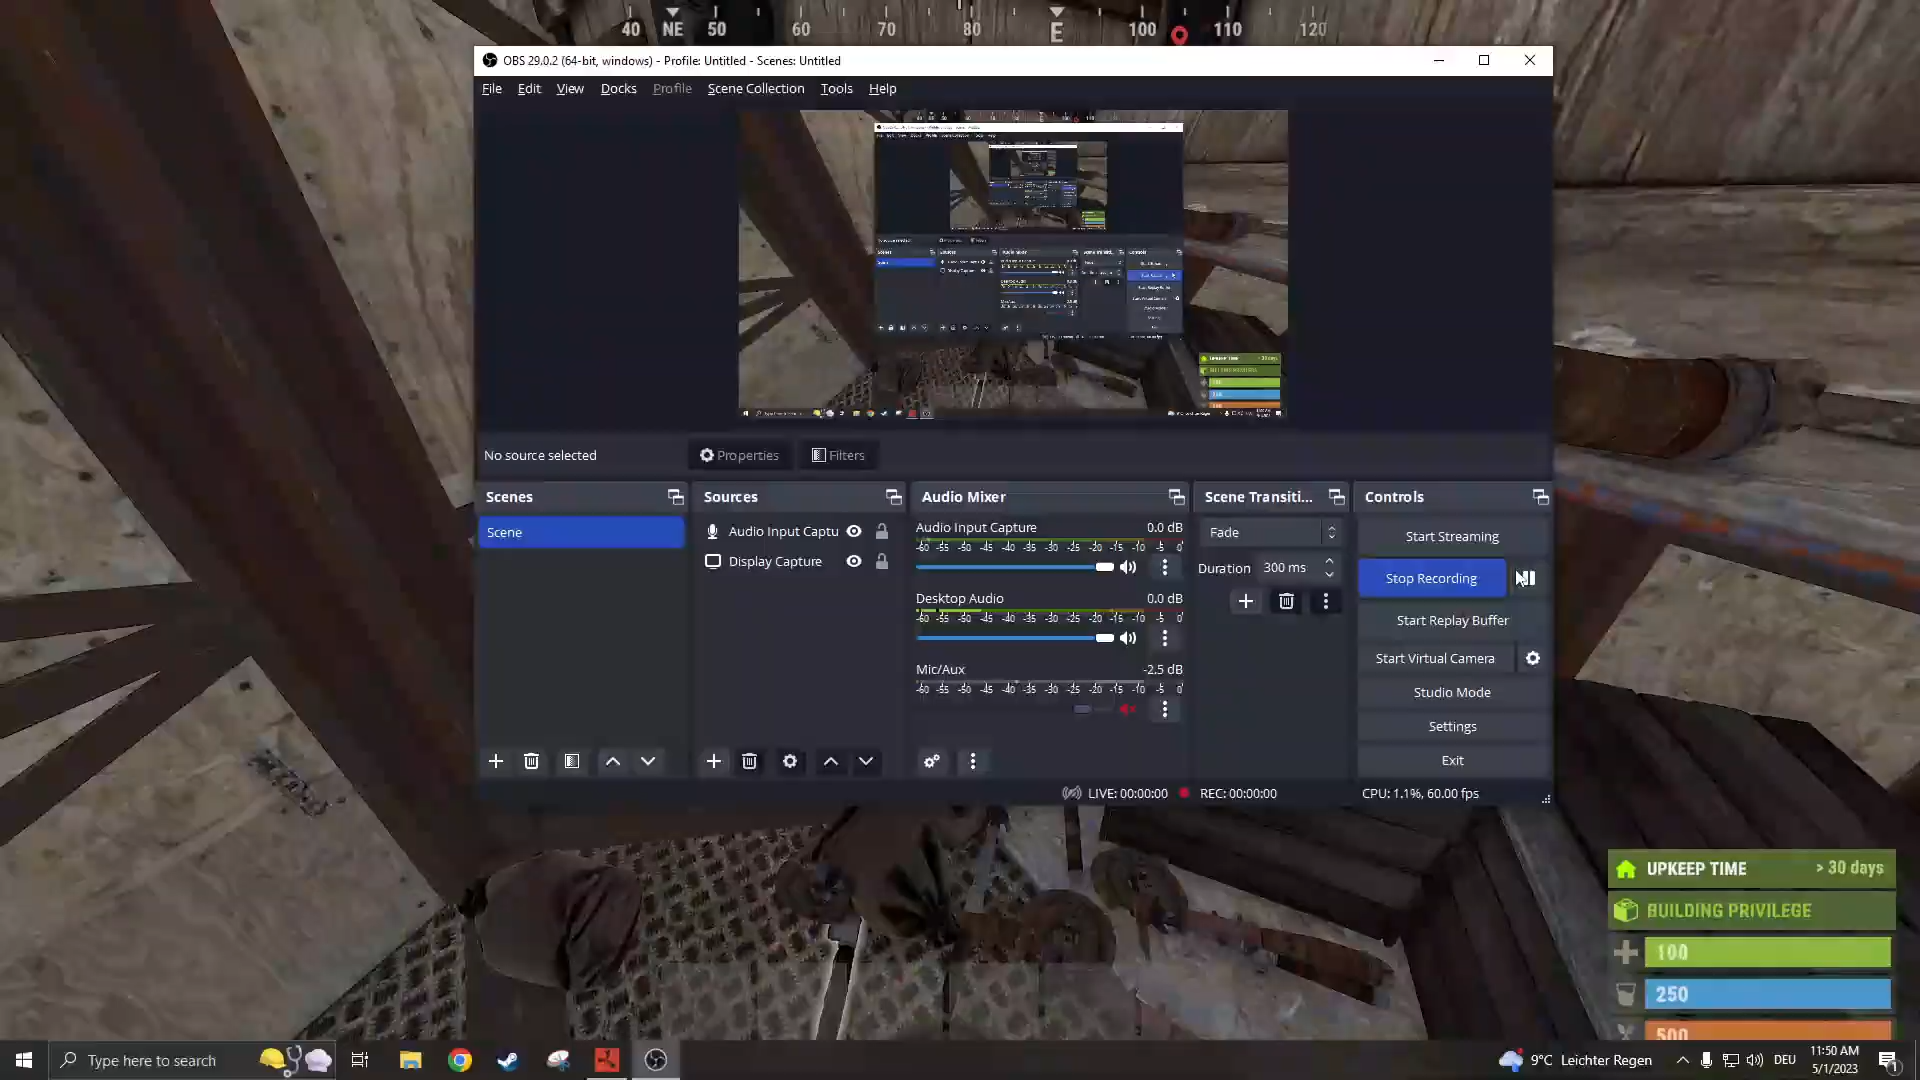 40 NE 50 60 70 80 E 100 110 120
OBS 29.0.2 (64-bit, windows) - Profile: Untitled - Scenes: Untitled
File Edit View Docks Profile Scene Collection Tools Help
No source selected Properties Filters
Scenes
Scene
Sources
Audio Input Captu
Display Capture
Audio Mixer
Audio Input Capture 0.0 dB
-60 -55 -50 -45 -40 -35 -30 -25 -20 -15 -10 -5 0
Desktop Audio 0.0 dB
-60 -55 -50 -45 -40 -35 -30 -25 -20 -15 -10 -5 0
Mic/Aux -2.5 dB
-60 -55 -50 -45 -40 -35 -30 -25 -20 -15 -10 -5 0
Scene Transiti...
Fade
Duration 300 ms
Controls
Start Streaming
Stop Recording
Start Replay Buffer
Start Virtual Camera
Studio Mode
Settings
Exit
LIVE: 00:00:00 REC: 00:00:00 CPU: 1.1%, 60.00 fps
UPKEEP TIME > 30 days
BUILDING PRIVILEGE
100
250
500
Type here to search
9°C Leichter Regen
DEU
11:50 AM
5/1/2023
1